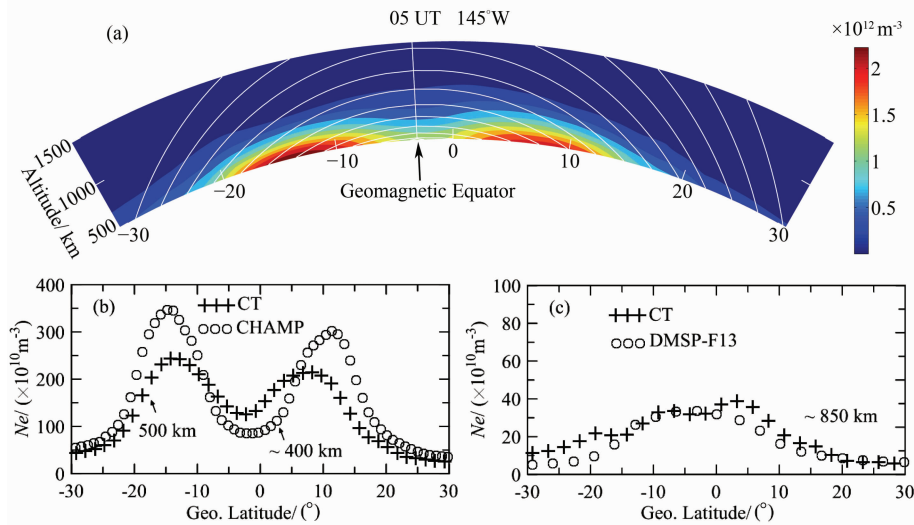 05 UT 145°W
(a)
×10¹² m⁻³
2
1.5
1
0.5
1500
1000
500
Altitude/ km
−30
−20
−10
0
10
20
30
Geomagnetic Equator
(b)
CT
CHAMP
500 km
~ 400 km
400
300
200
100
0
Ne/ (×10¹⁰m⁻³)
-30 -20 -10 0 10 20 30
Geo. Latitude/(°)
(c)
CT
DMSP-F13
~ 850 km
100
80
60
40
20
0
Ne/ (×10¹⁰m⁻³)
-30 -20 -10 0 10 20 30
Geo. Latitude/(°)